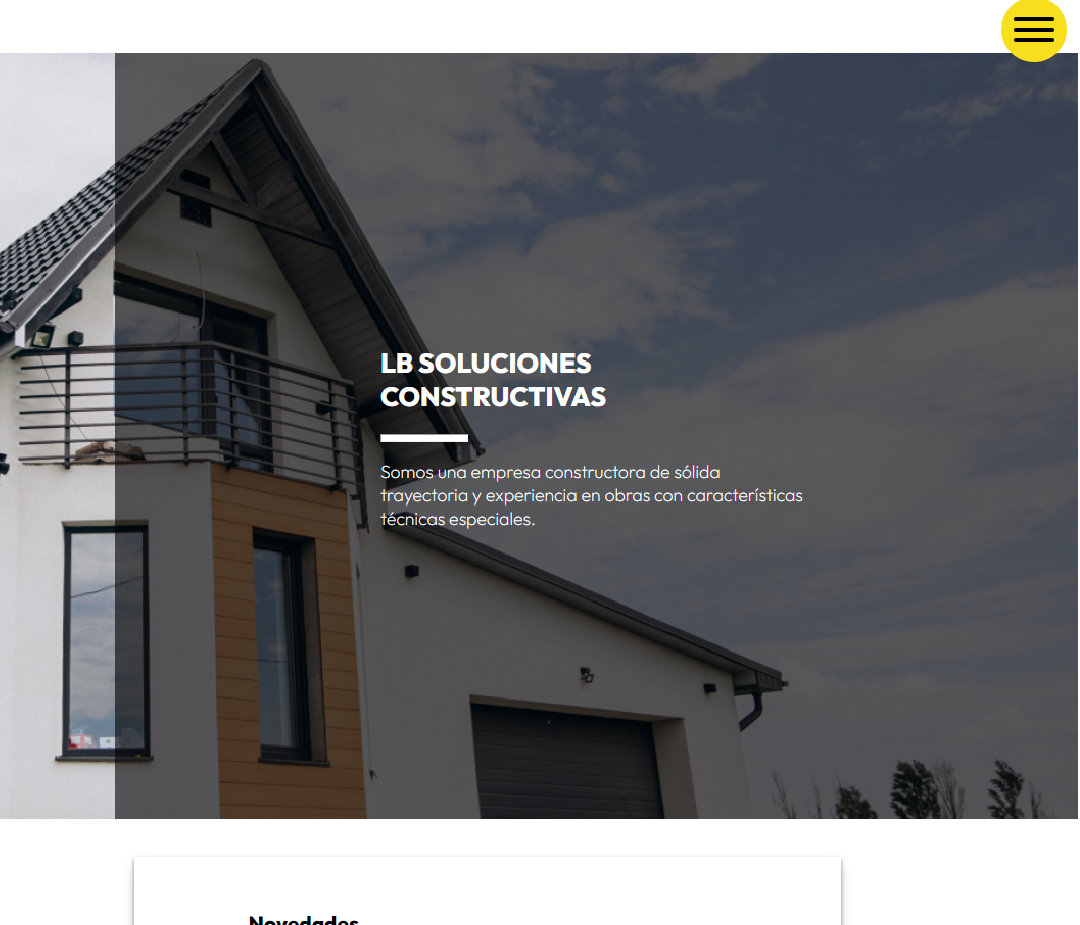 LB SOLUCIONES
CONSTRUCTIVAS
Somos una empresa constructora de sólida
trayectoria y experiencia en obras con características
técnicas especiales.
Novedades